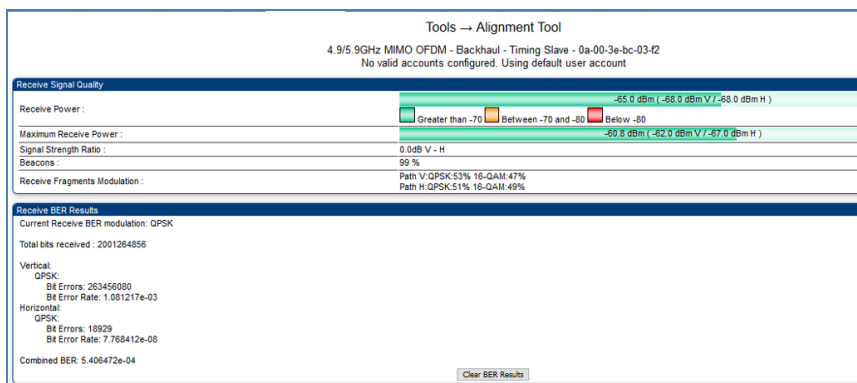 Tools → Alignment Tool
4.9/5.9GHz MIMO OFDM - Backhaul - Timing Slave - 0a-00-3e-bc-03-f2
No valid accounts configured. Using default user account
Receive Signal Quality
Receive Power : -65.0 dBm ( -68.0 dBm V / -68.0 dBm H )
Greater than -70 Between -70 and -80 Below -80
Maximum Receive Power : -60.8 dBm ( -62.0 dBm V / -67.0 dBm H )
Signal Strength Ratio : 0.0dB V - H
Beacons : 99 %
Receive Fragments Modulation : Path V:QPSK:53% 16-QAM:47%
Path H:QPSK:51% 16-QAM:49%
Receive BER Results
Current Receive BER modulation: QPSK
Total bits received : 2001264856
Vertical:
QPSK:
Bit Errors: 263456080
Bit Error Rate: 1.081217e-03
Horizontal:
QPSK:
Bit Errors: 18929
Bit Error Rate: 7.768412e-08
Combined BER: 5.406472e-04
Clear BER Results